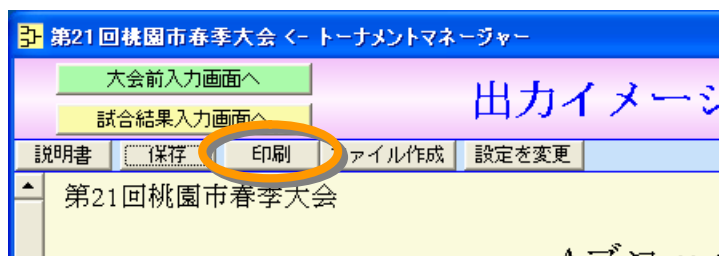 第21回桃園市春季大会 <- トーナメントマネージャー
大会前入力画面へ
出力イメージ
試合結果入力画面へ
説明書 保存 印刷 ファイル作成 設定を変更
第21回桃園市春季大会